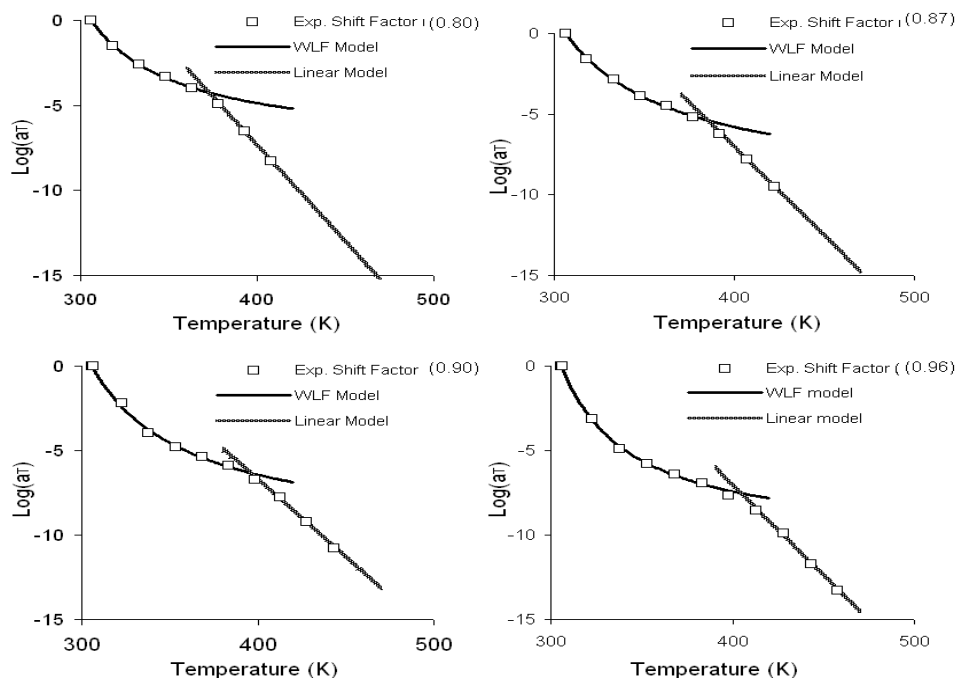 Exp. Shift Factor (0.80)
WLF Model
Linear Model
0
-5
-10
-15
Log(aT)
300 400 500
Temperature (K)
Exp. Shift Factor (0.87)
WLF Model
Linear Model
0
-5
-10
-15
Log(aT)
300 400 500
Temperature (K)
Exp. Shift Factor (0.90)
WLF Model
Linear Model
0
-5
-10
-15
Log(aT)
300 400 500
Temperature (K)
Exp. Shift Factor ( (0.96)
WLF model
Linear model
0
-5
-10
-15
Log(aT)
300 400 500
Temperature (K)